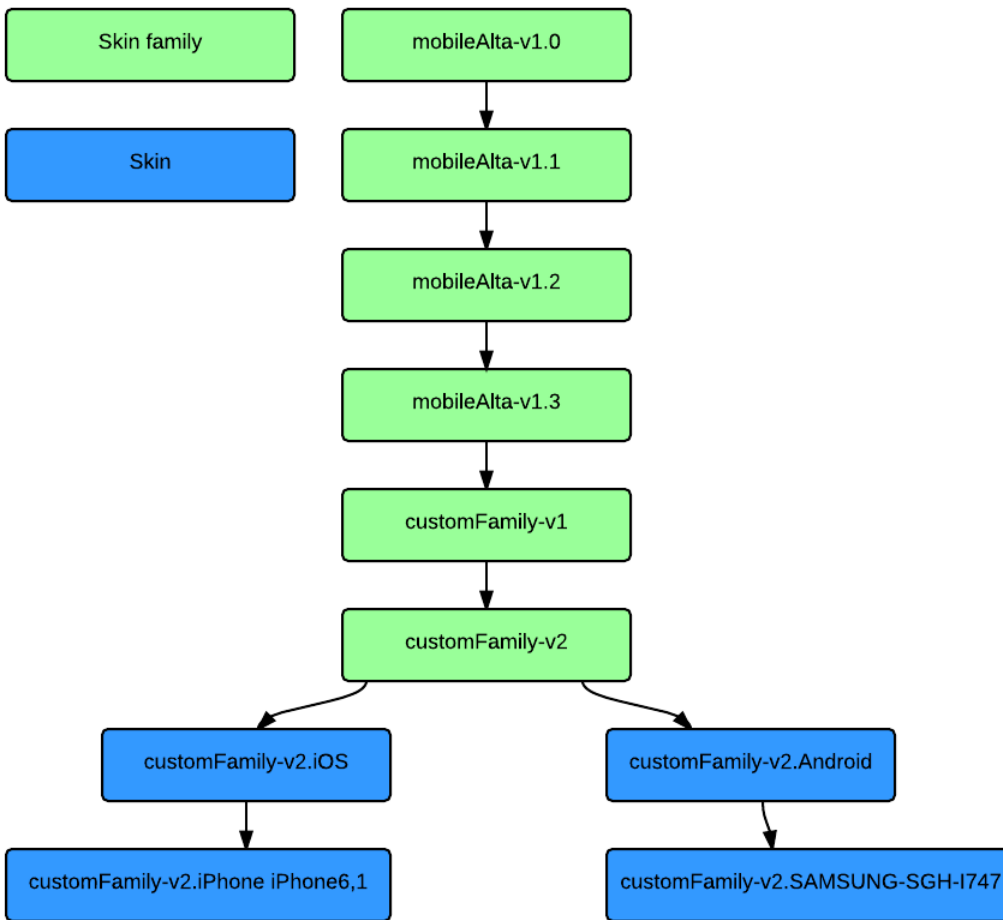 Skin family
mobileAlta-v1.0
Skin
mobileAlta-v1.1
mobileAlta-v1.2
mobileAlta-v1.3
customFamily-v1
customFamily-v2
customFamily-v2.iOS
customFamily-v2.Android
customFamily-v2.iPhone iPhone6,1
customFamily-v2.SAMSUNG-SGH-I747